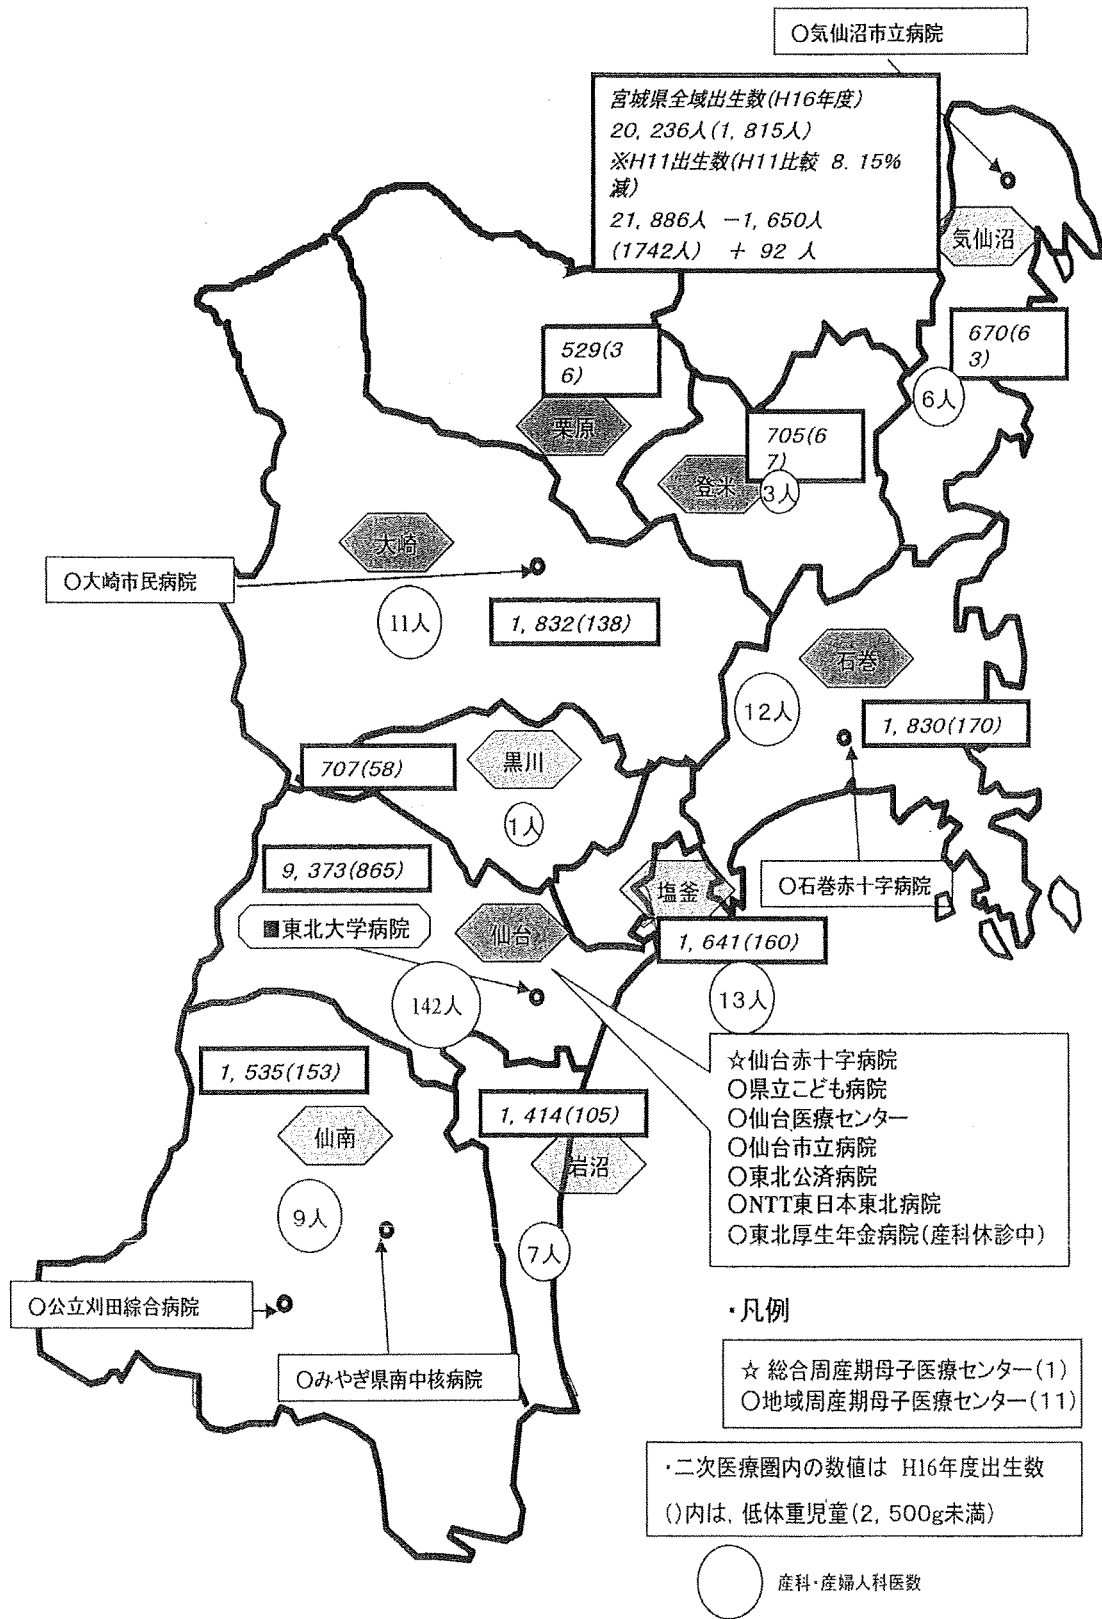 〇気仙沼市立病院
宮城県全域出生数(H16年度)
20,236人(1,815人)
※H11出生数(H11比較 8.15%
減)
21,886人 －1,650人
(1742人) ＋ 92 人
気仙沼
670(6
3)
6人
529(3
6)
栗原
705(6
7)
登米
3人
大崎
〇大崎市民病院
11人
1,832(138)
石巻
12人
1,830(170)
707(58)
黒川
1人
9,373(865)
塩釜
〇石巻赤十字病院
■東北大学病院
仙台
1,641(160)
142人
13人
☆仙台赤十字病院
〇県立こども病院
〇仙台医療センター
〇仙台市立病院
〇東北公済病院
〇NTT東日本東北病院
〇東北厚生年金病院(産科休診中)
1,535(153)
1,414(105)
仙南
岩沼
9人
7人
〇公立刈田綜合病院
〇みやぎ県南中核病院
・凡例
☆ 総合周産期母子医療センター(1)
〇地域周産期母子医療センター(11)
・二次医療圏内の数値は H16年度出生数
()内は,低体重児童(2,500g未満)
産科・産婦人科医数